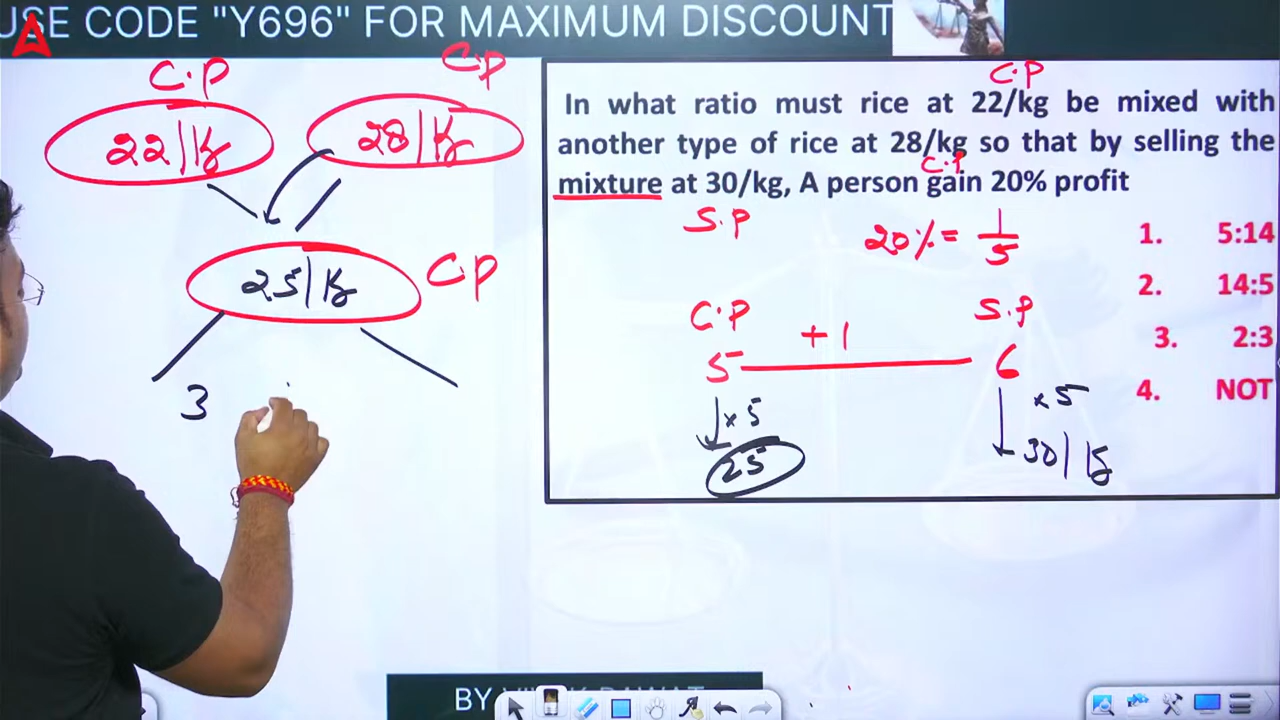 USE CODE "Y696" FOR MAXIMUM DISCOUNT
C.P
C.P
22/kg
28/kg
25/kg
C.P
3
C.P
In what ratio must rice at 22/kg be mixed with
another type of rice at 28/kg so that by selling the
C.P
mixture at 30/kg, A person gain 20% profit
S.P
20% = 1/5
1. 5:14
2. 14:5
3. 2:3
4. NOT
C.P
+1
S.P
5
6
×5
×5
25
30/kg
BY